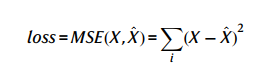 loss = MSE(X, X̂) = ∑ᵢ (X − X̂)²